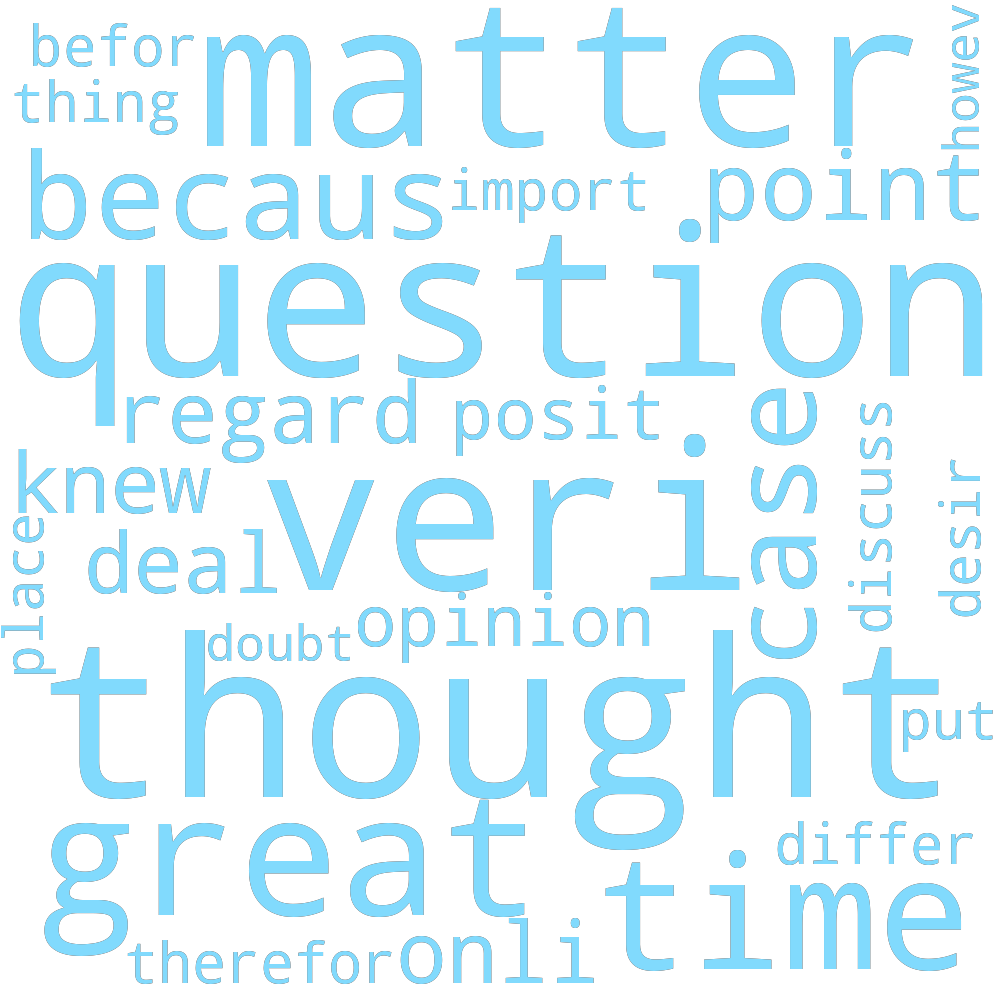 befor
matter
howev
thing
becaus
import
point
question
regard
posit
case
discuss
knew
veri
desir
place
deal
opinion
doubt
thought
put
great
differ
time
therefor
onli